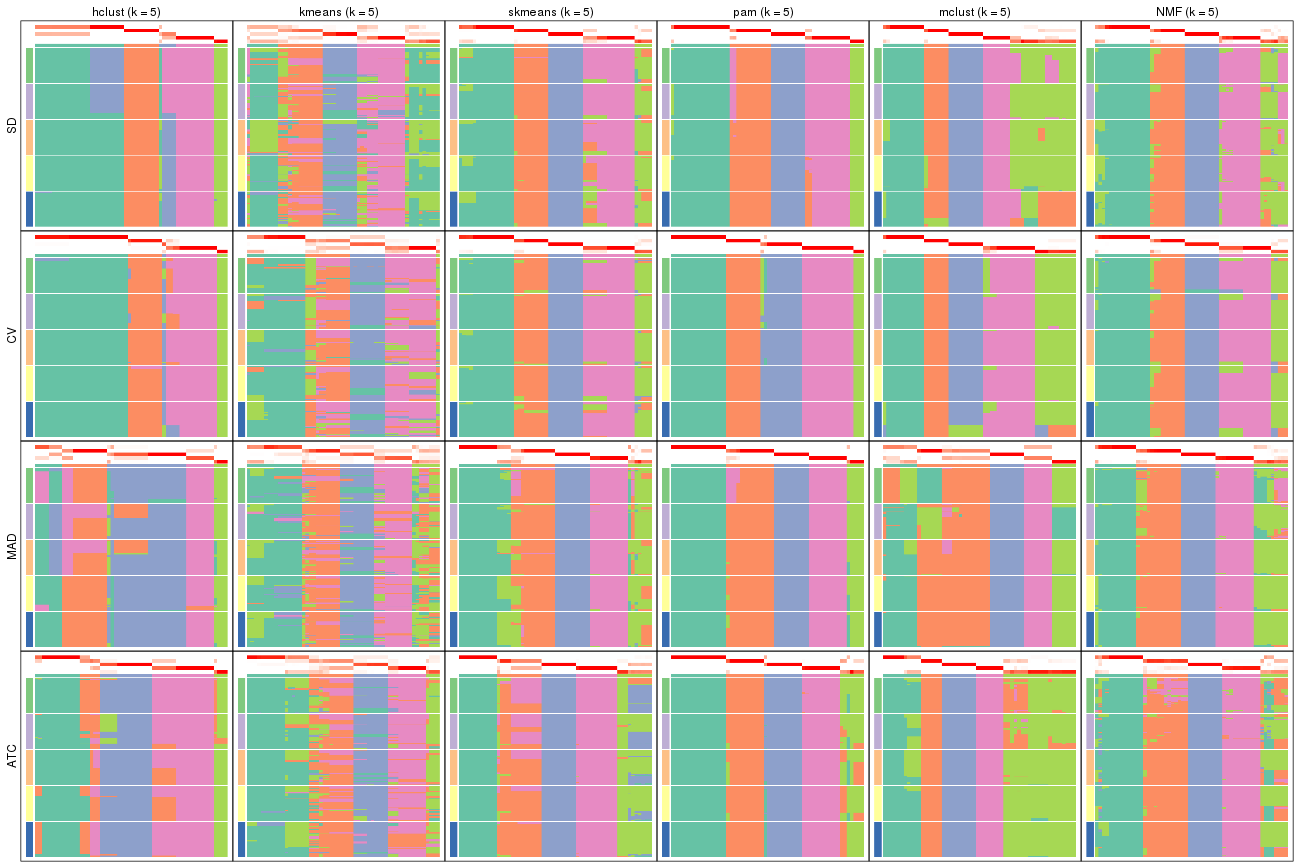 hclust (k = 5) kmeans (k = 5) skmeans (k = 5) pam (k = 5) mclust (k = 5) NMF (k = 5)
SD
CV
MAD
ATC